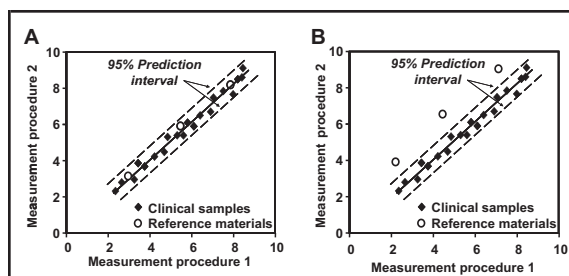 A
10
8
6
4
2
0
Measurement procedure 2
95% Prediction
interval
Clinical samples
Reference materials
0 2 4 6 8 10
Measurement procedure 1
B
10
8
6
4
2
0
Measurement procedure 2
95% Prediction
interval
Clinical samples
Reference materials
0 2 4 6 8 10
Measurement procedure 1